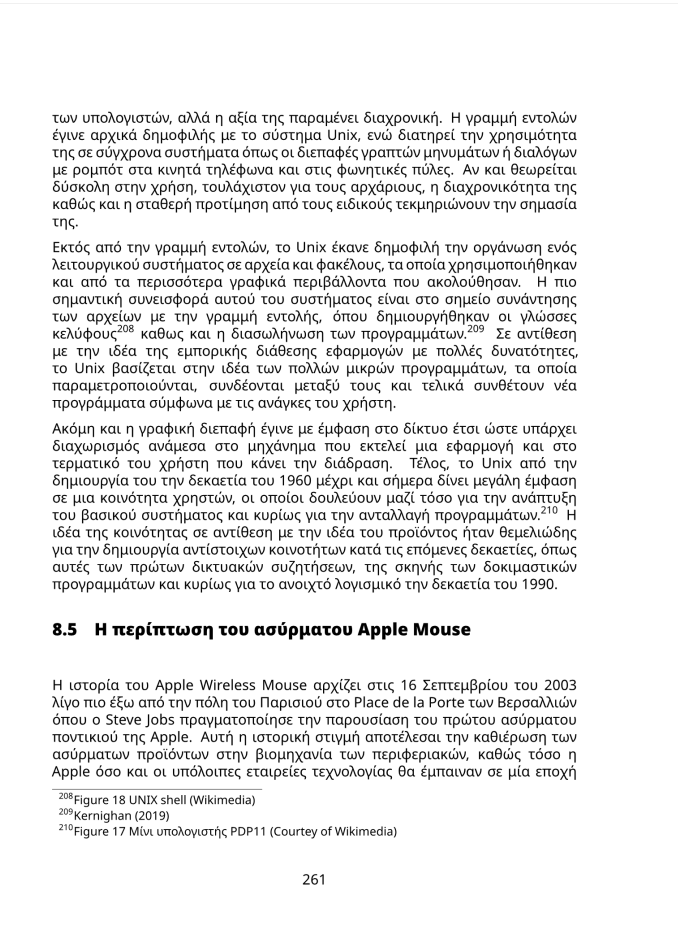 των υπολογιστών, αλλά η αξία της παραμένει διαχρονική. Η γραμμή εντολών
έγινε αρχικά δημοφιλής με το σύστημα Unix, ενώ διατηρεί την χρησιμότητα
της σε σύγχρονα συστήματα όπως οι διεπαφές γραπτών μηνυμάτων ή διαλόγων
με ρομπότ στα κινητά τηλέφωνα και στις φωνητικές πύλες. Αν και θεωρείται
δύσκολη στην χρήση, τουλάχιστον για τους αρχάριους, η διαχρονικότητα της
καθώς και η σταθερή προτίμηση από τους ειδικούς τεκμηριώνουν την σημασία
της.
Εκτός από την γραμμή εντολών, το Unix έκανε δημοφιλή την οργάνωση ενός
λειτουργικού συστήματος σε αρχεία και φακέλους, τα οποία χρησιμοποιήθηκαν
και από τα περισσότερα γραφικά περιβάλλοντα που ακολούθησαν. Η πιο
σημαντική συνεισφορά αυτού του συστήματος είναι στο σημείο συνάντησης
των αρχείων με την γραμμή εντολής, όπου δημιουργήθηκαν οι γλώσσες
κελύφους208 καθως και η διασωλήνωση των προγραμμάτων.209 Σε αντίθεση
με την ιδέα της εμπορικής διάθεσης εφαρμογών με πολλές δυνατότητες,
το Unix βασίζεται στην ιδέα των πολλών μικρών προγραμμάτων, τα οποία
παραμετροποιούνται, συνδέονται μεταξύ τους και τελικά συνθέτουν νέα
προγράμματα σύμφωνα με τις ανάγκες του χρήστη.
Ακόμη και η γραφική διεπαφή έγινε με έμφαση στο δίκτυο έτσι ώστε υπάρχει
διαχωρισμός ανάμεσα στο μηχάνημα που εκτελεί μια εφαρμογή και στο
τερματικό του χρήστη που κάνει την διάδραση. Τέλος, το Unix από την
δημιουργία του την δεκαετία του 1960 μέχρι και σήμερα δίνει μεγάλη έμφαση
σε μια κοινότητα χρηστών, οι οποίοι δουλεύουν μαζί τόσο για την ανάπτυξη
του βασικού συστήματος και κυρίως για την ανταλλαγή προγραμμάτων.210 Η
ιδέα της κοινότητας σε αντίθεση με την ιδέα του προϊόντος ήταν θεμελιώδης
για την δημιουργία αντίστοιχων κοινοτήτων κατά τις επόμενες δεκαετίες, όπως
αυτές των πρώτων δικτυακών συζητήσεων, της σκηνής των δοκιμαστικών
προγραμμάτων και κυρίως για το ανοιχτό λογισμικό την δεκαετία του 1990.
8.5 Η περίπτωση του ασύρματου Apple Mouse
Η ιστορία του Apple Wireless Mouse αρχίζει στις 16 Σεπτεμβρίου του 2003
λίγο πιο έξω από την πόλη του Παρισιού στο Place de la Porte των Βερσαλλιών
όπου ο Steve Jobs πραγματοποίησε την παρουσίαση του πρώτου ασύρματου
ποντικιού της Apple. Αυτή η ιστορική στιγμή αποτέλεσαι την καθιέρωση των
ασύρματων προϊόντων στην βιομηχανία των περιφεριακών, καθώς τόσο η
Apple όσο και οι υπόλοιπες εταιρείες τεχνολογίας θα έμπαιναν σε μία εποχή
208Figure 18 UNIX shell (Wikimedia)
209Kernighan (2019)
210Figure 17 Μίνι υπολογιστής PDP11 (Courtey of Wikimedia)
261